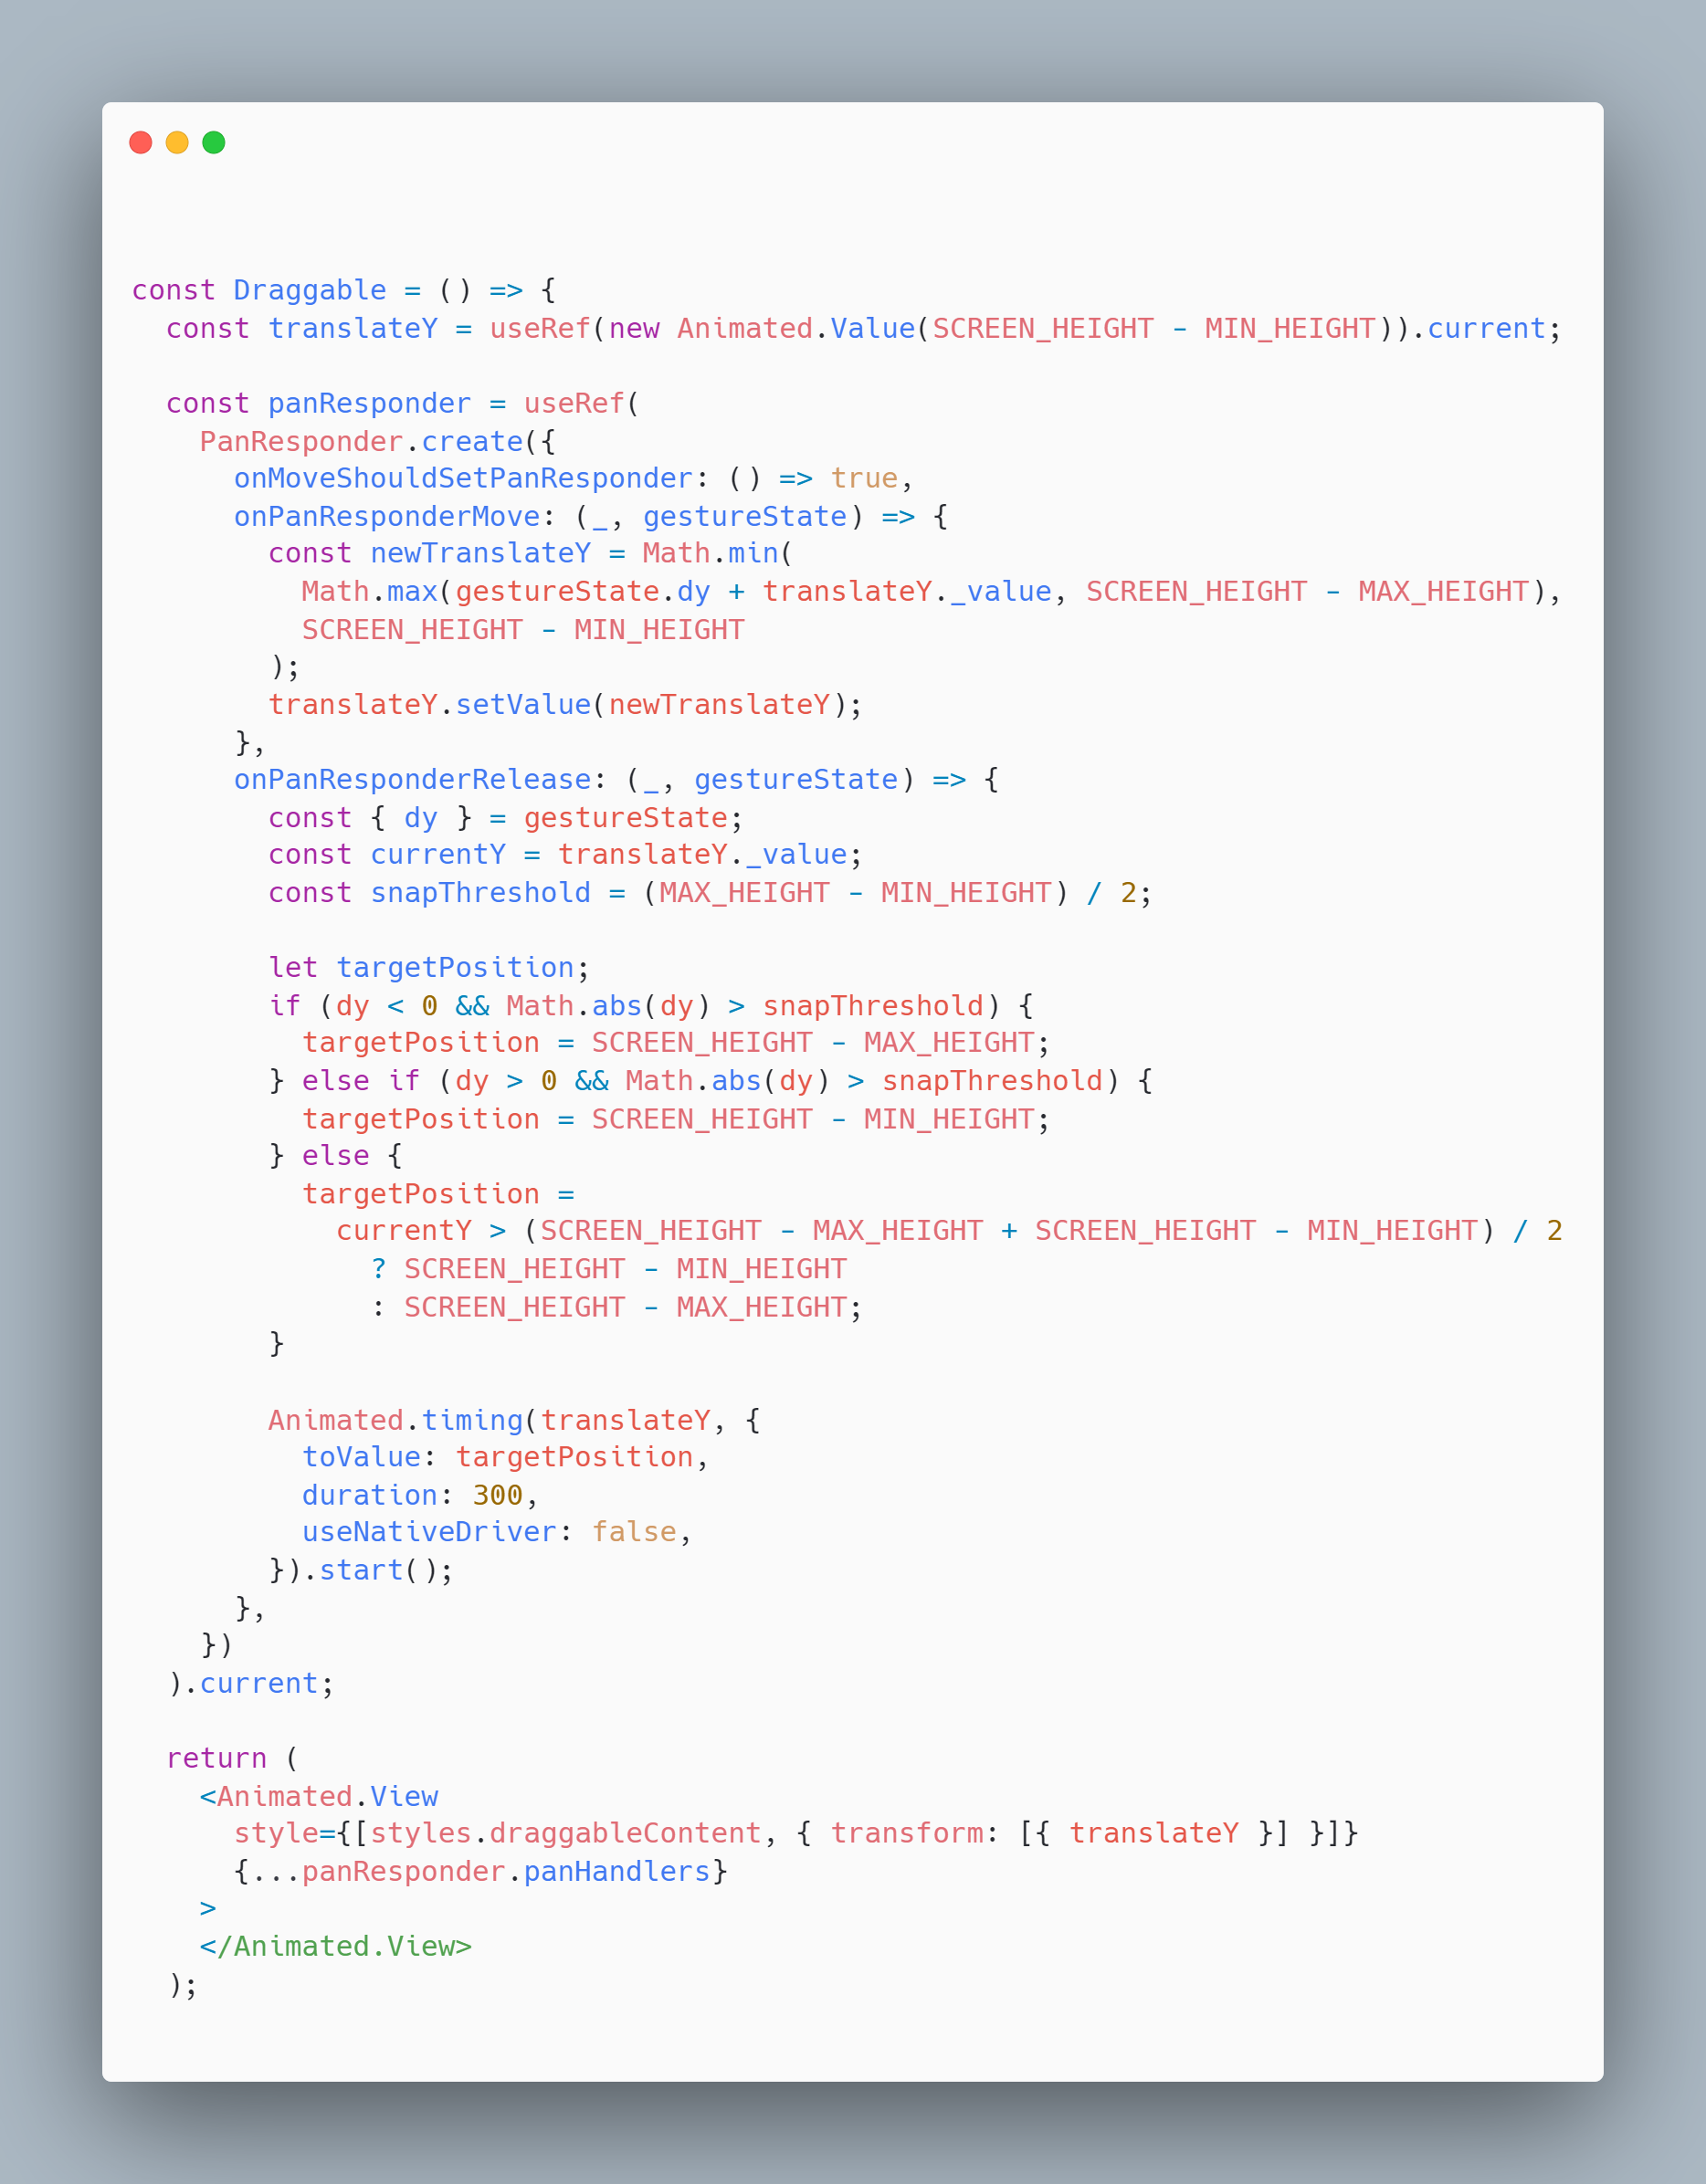 const Draggable = () => {
  const translateY = useRef(new Animated.Value(SCREEN_HEIGHT - MIN_HEIGHT)).current;

  const panResponder = useRef(
    PanResponder.create({
      onMoveShouldSetPanResponder: () => true,
      onPanResponderMove: (_, gestureState) => {
        const newTranslateY = Math.min(
          Math.max(gestureState.dy + translateY._value, SCREEN_HEIGHT - MAX_HEIGHT),
          SCREEN_HEIGHT - MIN_HEIGHT
        );
        translateY.setValue(newTranslateY);
      },
      onPanResponderRelease: (_, gestureState) => {
        const { dy } = gestureState;
        const currentY = translateY._value;
        const snapThreshold = (MAX_HEIGHT - MIN_HEIGHT) / 2;

        let targetPosition;
        if (dy < 0 && Math.abs(dy) > snapThreshold) {
          targetPosition = SCREEN_HEIGHT - MAX_HEIGHT;
        } else if (dy > 0 && Math.abs(dy) > snapThreshold) {
          targetPosition = SCREEN_HEIGHT - MIN_HEIGHT;
        } else {
          targetPosition =
            currentY > (SCREEN_HEIGHT - MAX_HEIGHT + SCREEN_HEIGHT - MIN_HEIGHT) / 2
              ? SCREEN_HEIGHT - MIN_HEIGHT
              : SCREEN_HEIGHT - MAX_HEIGHT;
        }

        Animated.timing(translateY, {
          toValue: targetPosition,
          duration: 300,
          useNativeDriver: false,
        }).start();
      },
    })
  ).current;

  return (
    <Animated.View
      style={[styles.draggableContent, { transform: [{ translateY }] }]}
      {...panResponder.panHandlers}
    >
    </Animated.View>
  );